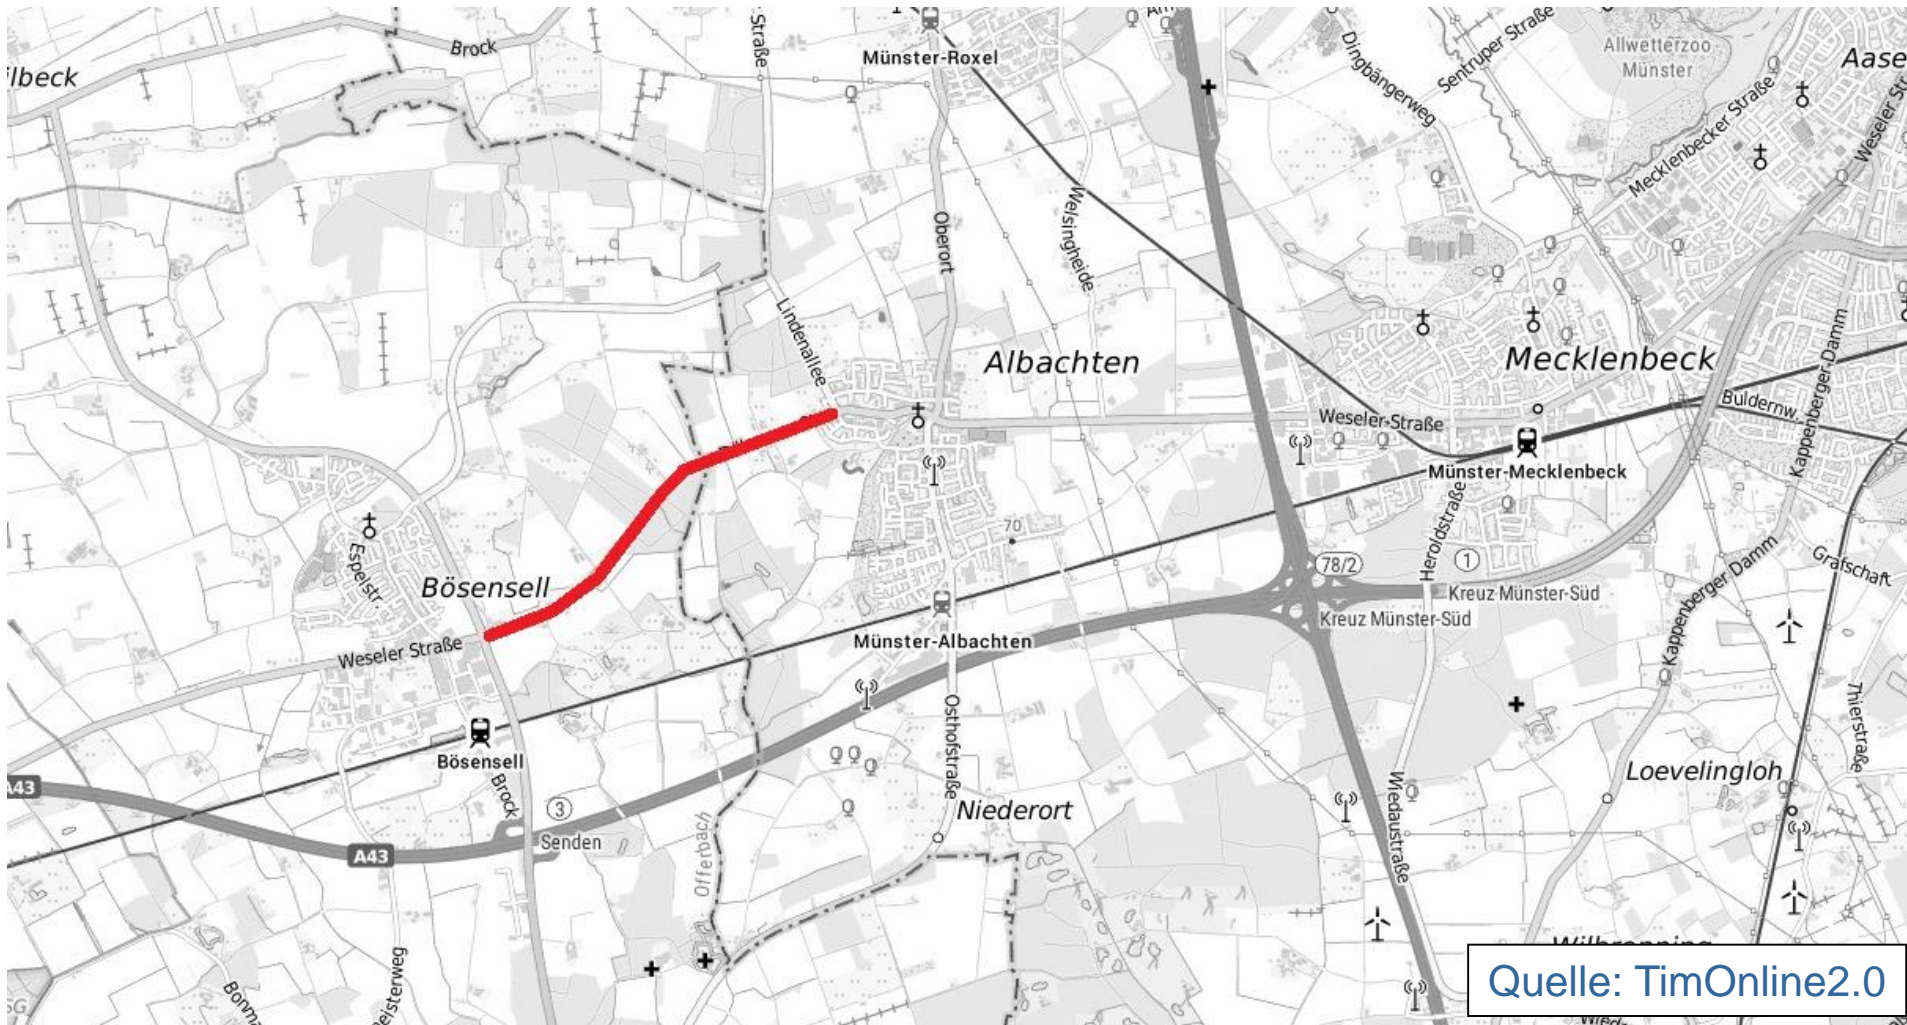 Brock
Straße
Münster-Roxel
Dingbängerweg
Sentruper Straße
Allwetterzoo
Münster
Aase
ilbeck
Mecklenbecker Straße
Weseler Str.
Welsingheide
Oberort
Lindenallee
Albachten
Mecklenbeck
Kappenberger-Damm
Buldernw.
Weseler-Straße
Münster-Mecklenbeck
Heroldstraße
70
Espelstr.
Bösensell
78/2
1
Kreuz Münster-Süd
Kreuz Münster-Süd
Grafschaft
Kappenberger Damm
Weseler Straße
Münster-Albachten
Thierstraße
Osthofstraße
Bösensell
Brock
A43
3
Senden
A43
Offerbach
Niederort
Loevelingloh
Wiedaustraße
Quelle: TimOnline2.0